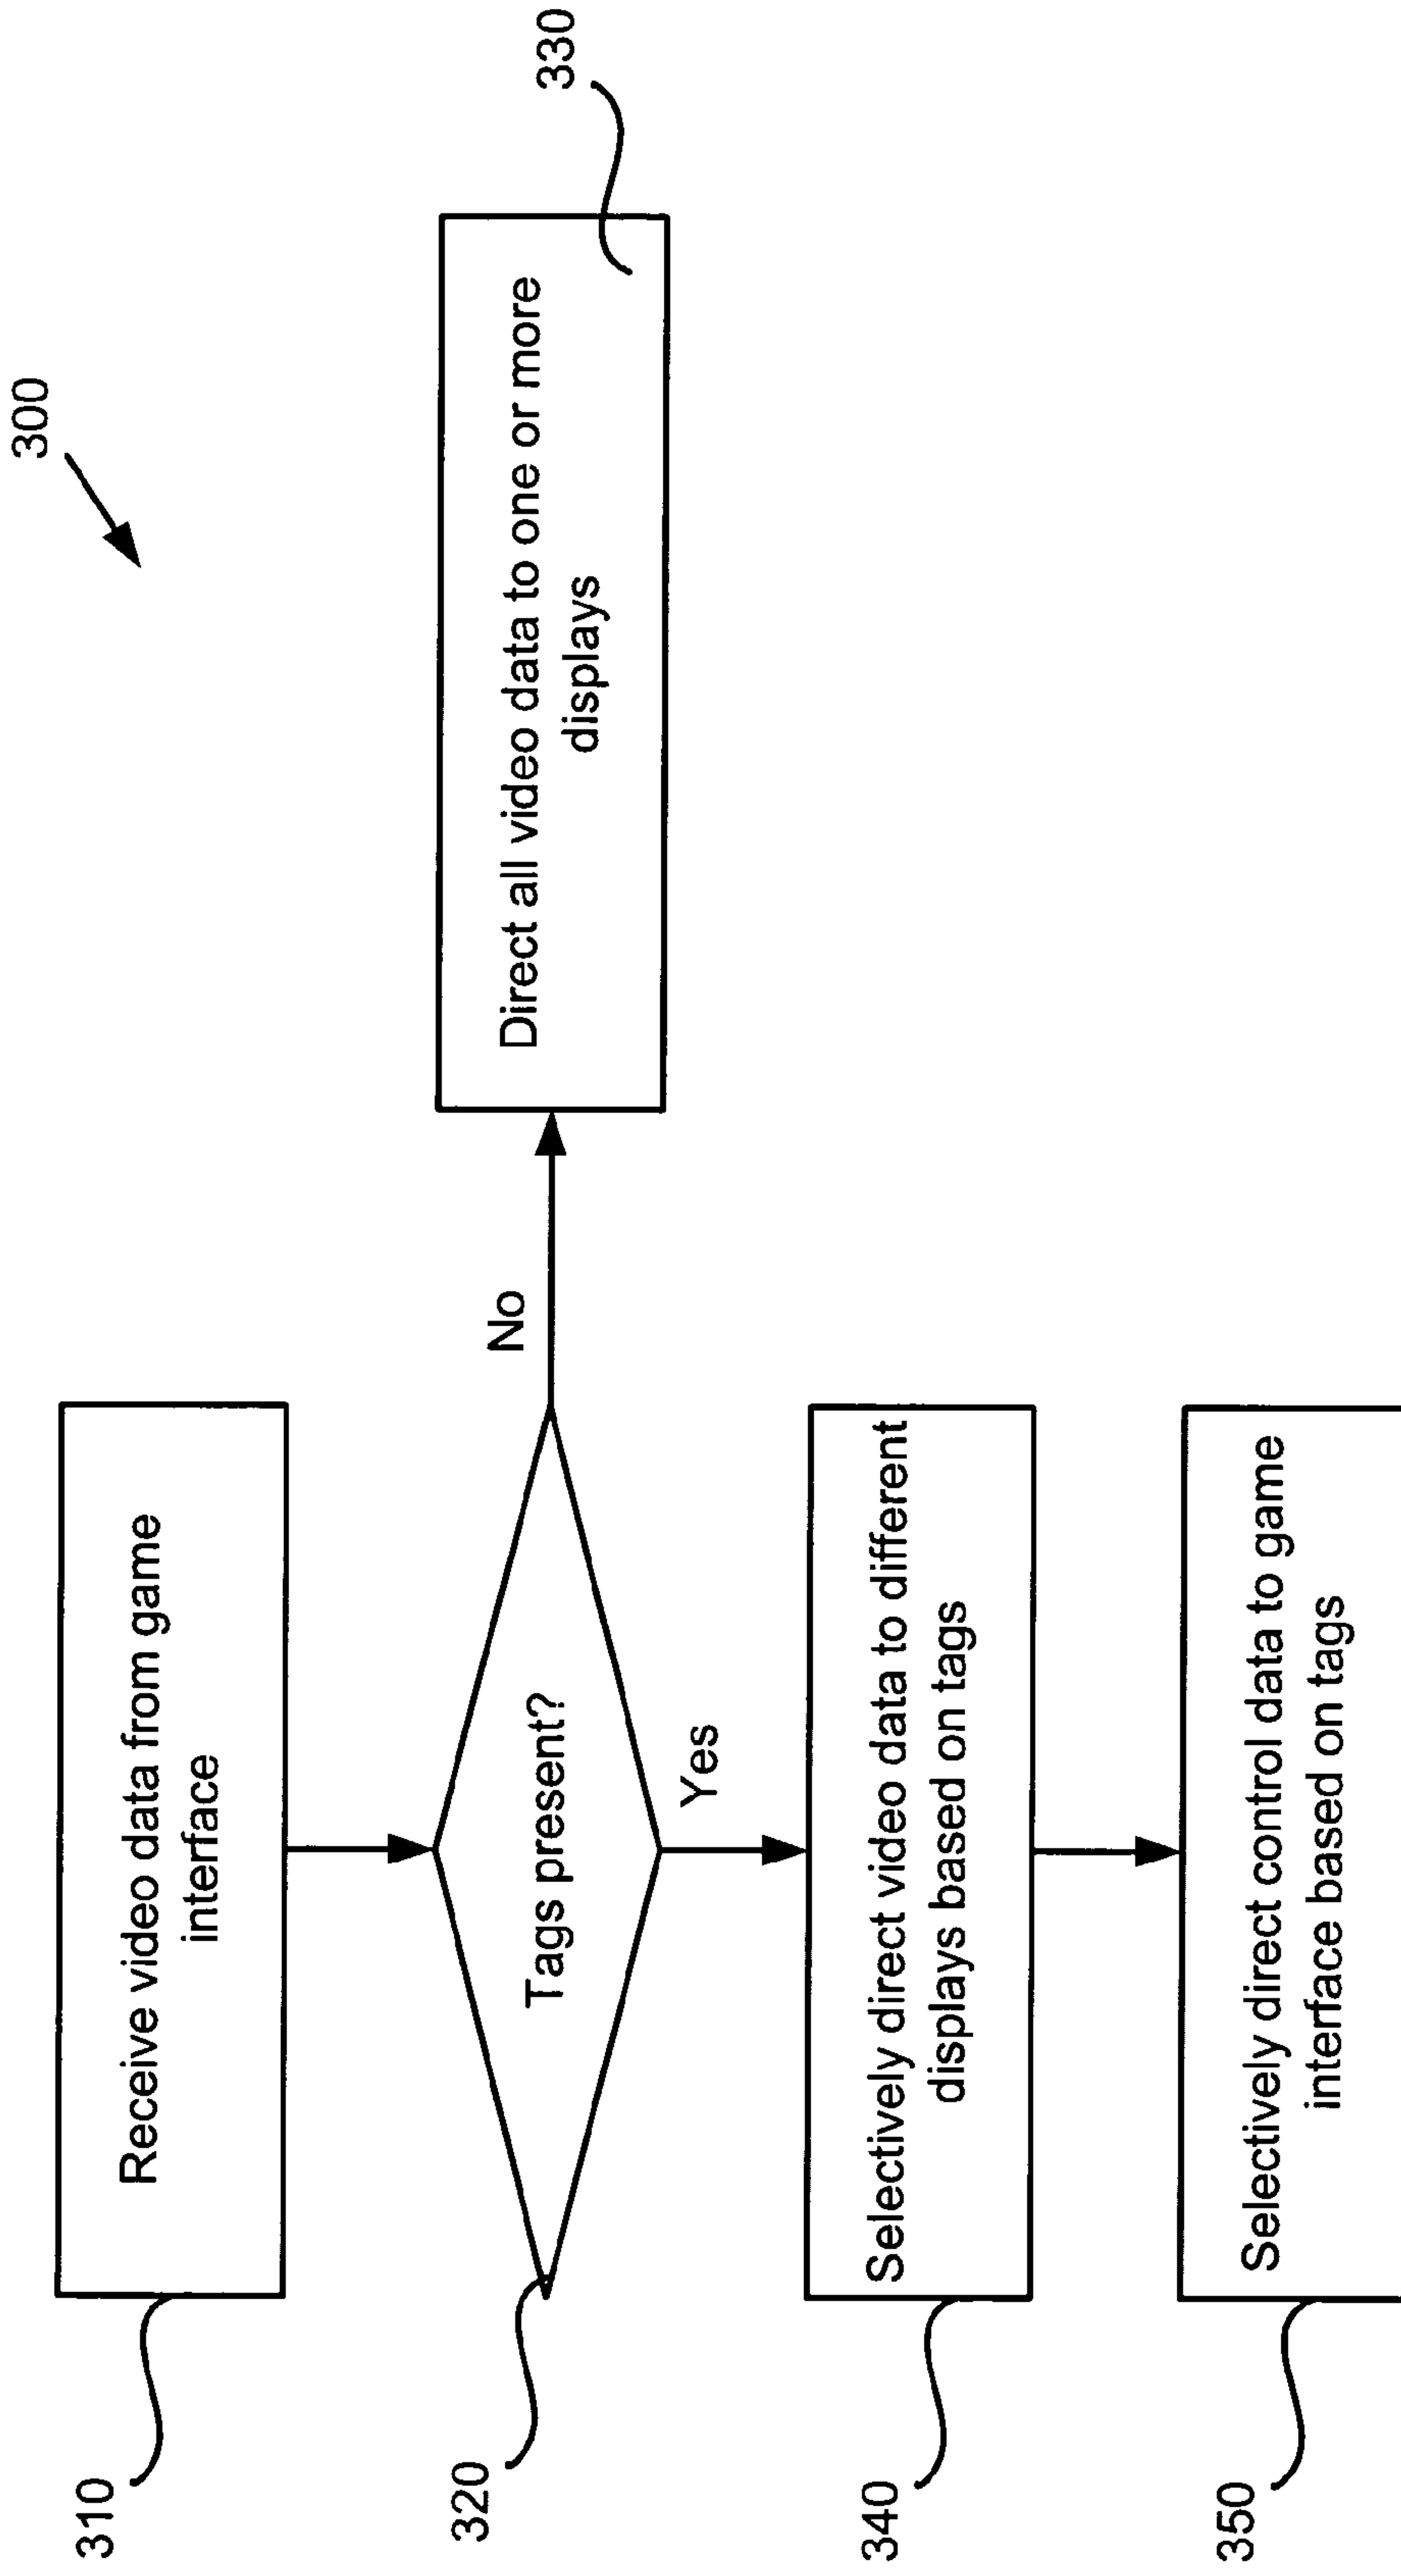 300
310
Receive video data from game
interface
320
Tags present?
No
Direct all video data to one or more
displays
330
Yes
340
Selectively direct video data to different
displays based on tags
350
Selectively direct control data to game
interface based on tags